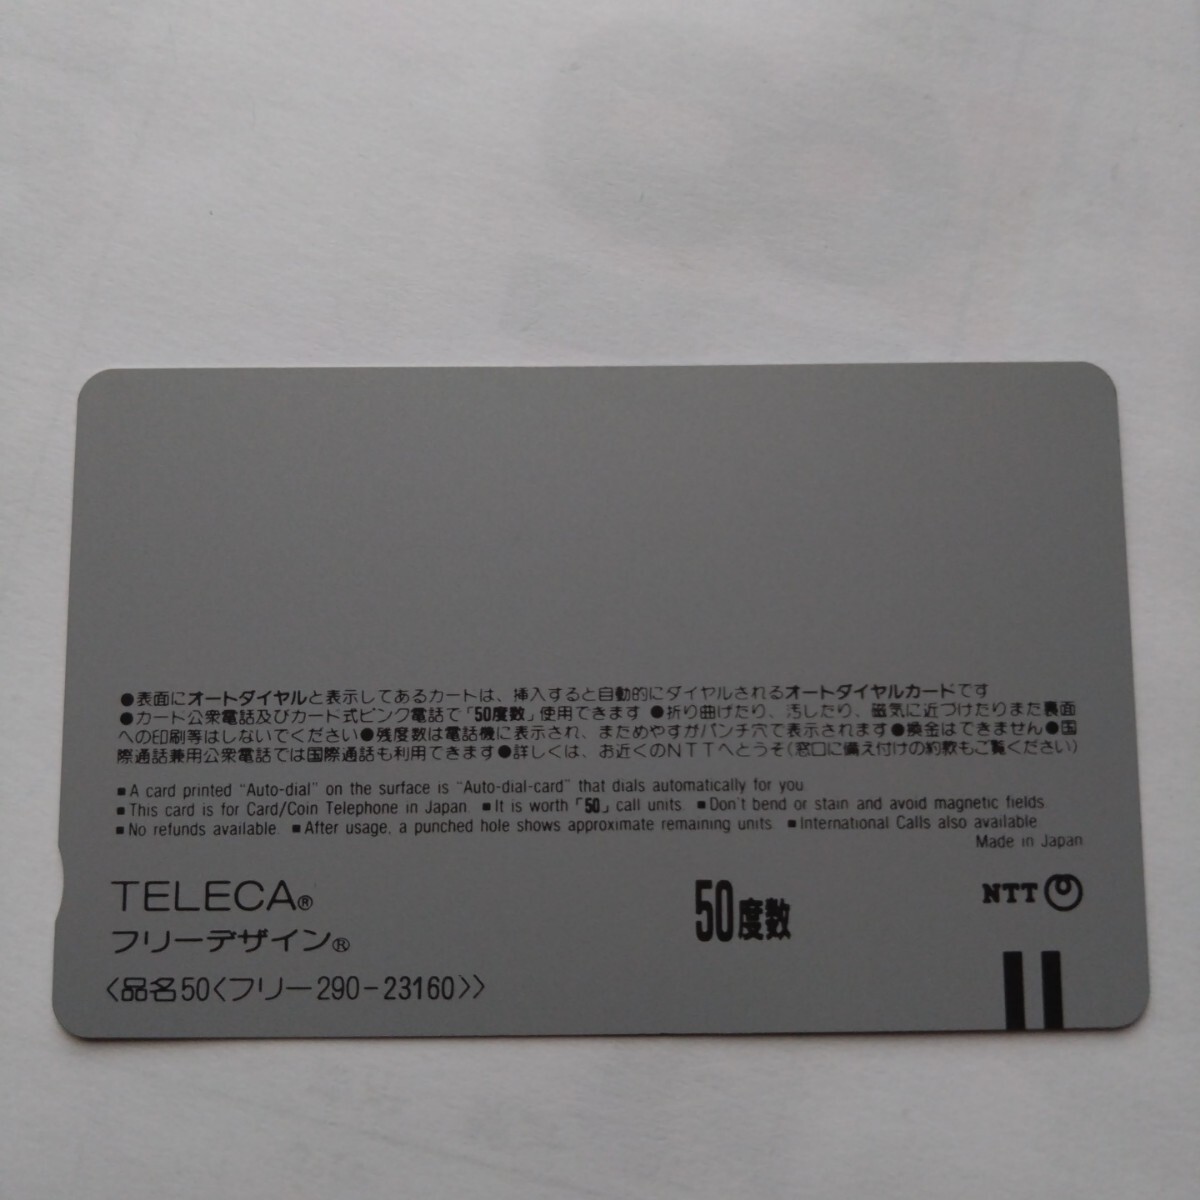 ●表面にオートダイヤルと表示してあるカードは、挿入すると自動的にダイヤルされるオートダイヤルカードです
●カード公衆電話及びカード式ピンク電話で「50度数」使用できます ●折り曲げたり、汚したり、磁気に近づけたりまた裏面
への印刷等はしないでください●残度数は電話機に表示され、まためやすがパンチ穴で表示されます●換金はできません●国
際通話兼用公衆電話では国際通話も利用できます●詳しくは、お近くのNTTへどうぞ(窓口に備え付けの約款もご覧ください)
■A card printed "Auto-dial" on the surface is "Auto-dial-card" that dials automatically for you.
■This card is for Card/Coin Telephone in Japan. ■It is worth「50」call units. ■Don't bend or stain and avoid magnetic fields.
■No refunds available. ■After usage, a punched hole shows approximate remaining units. ■International Calls also available.
Made in Japan
TELECA®
フリーデザイン®
50度数
NTT
<品名50<フリー290-23160>>